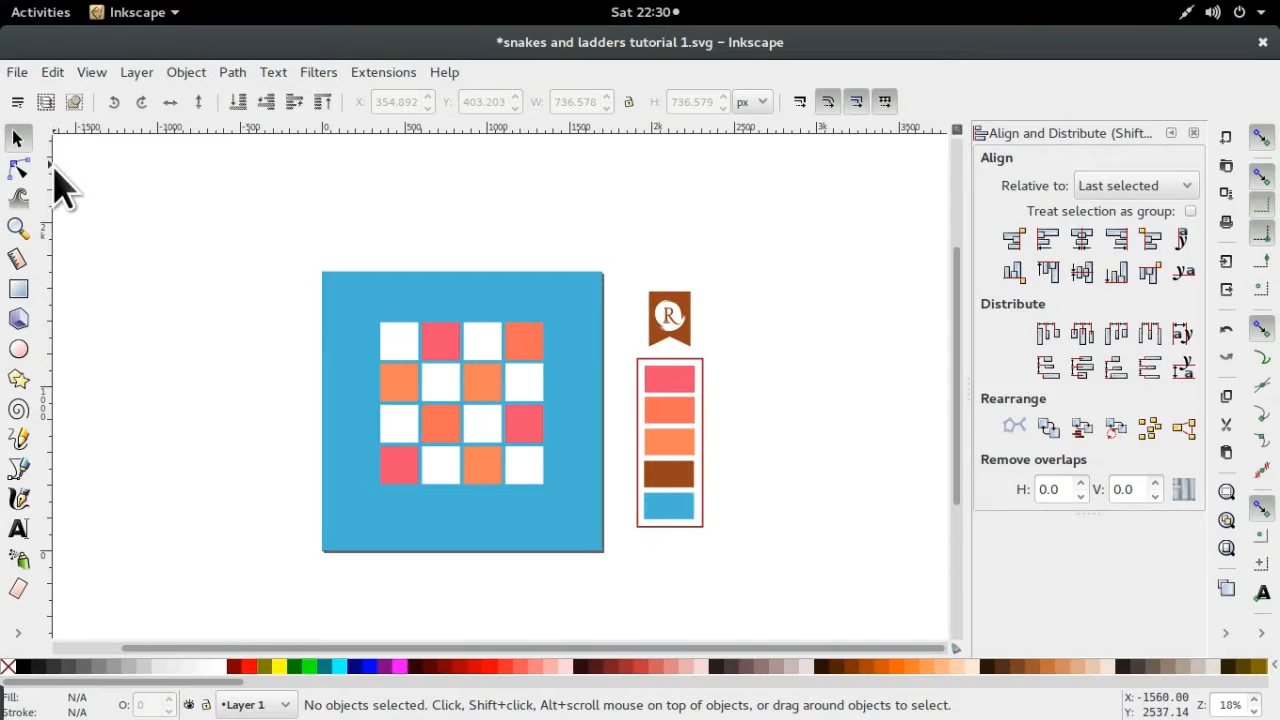 Activities Inkscape Sat 22:30
*snakes and ladders tutorial 1.svg – Inkscape
File Edit View Layer Object Path Text Filters Extensions Help
X: 354.892 Y: 403.203 W: 736.578 H: 736.579 px
-1500 -1000 -500 0 500 1000 1500 2k 2500 3k 3500
Align and Distribute (Shift...
Align
Relative to: Last selected
Treat selection as group:
Distribute
Rearrange
Remove overlaps
H: 0.0 V: 0.0
R
Fill: N/A
Stroke: N/A
O: 0
•Layer 1
No objects selected. Click, Shift+click, Alt+scroll mouse on top of objects, or drag around objects to select.
X: -1560.00
Y: 2537.14
Z: 18%